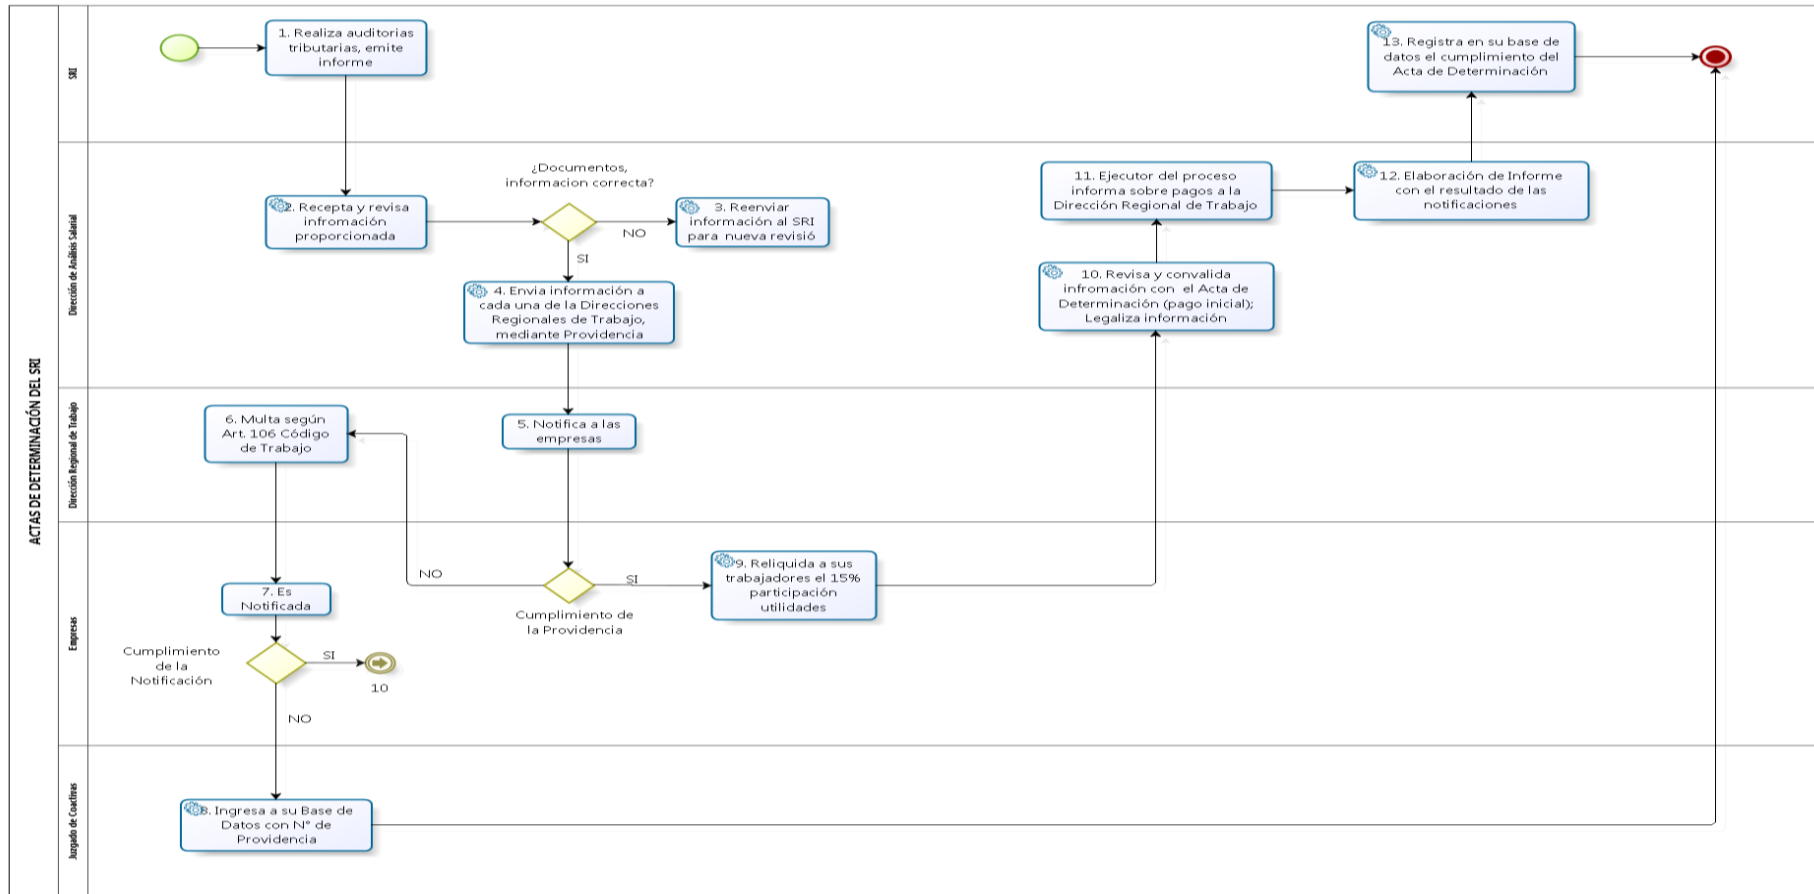 ACTAS DE DETERMINACIÓN DEL SRI
SRI
1. Realiza auditorias
tributarias, emite
informe
13. Registra en su base de
datos el cumplimiento del
Acta de Determinación
Dirección de Análisis Salarial
2. Recepta y revisa
infromación
proporcionada
¿Documentos,
informacion correcta?
NO
SI
3. Reenviar
información al SRI
para nueva revisió
4. Envia información a
cada una de la Direcciones
Regionales de Trabajo,
mediante Providencia
11. Ejecutor del proceso
informa sobre pagos a la
Dirección Regional de Trabajo
12. Elaboración de Informe
con el resultado de las
notificaciones
10. Revisa y convalida
infromación con el Acta de
Determinación (pago inicial);
Legaliza información
Dirección Regional de Trabajo
6. Multa según
Art. 106 Código
de Trabajo
5. Notifica a las
empresas
Empresas
NO
SI
Cumplimiento de
la Providencia
9. Reliquida a sus
trabajadores el 15%
participación
utilidades
7. Es
Notificada
Cumplimiento
de la
Notificación
SI
10
NO
Juzgado de Coactivas
8. Ingresa a su Base de
Datos con N° de
Providencia